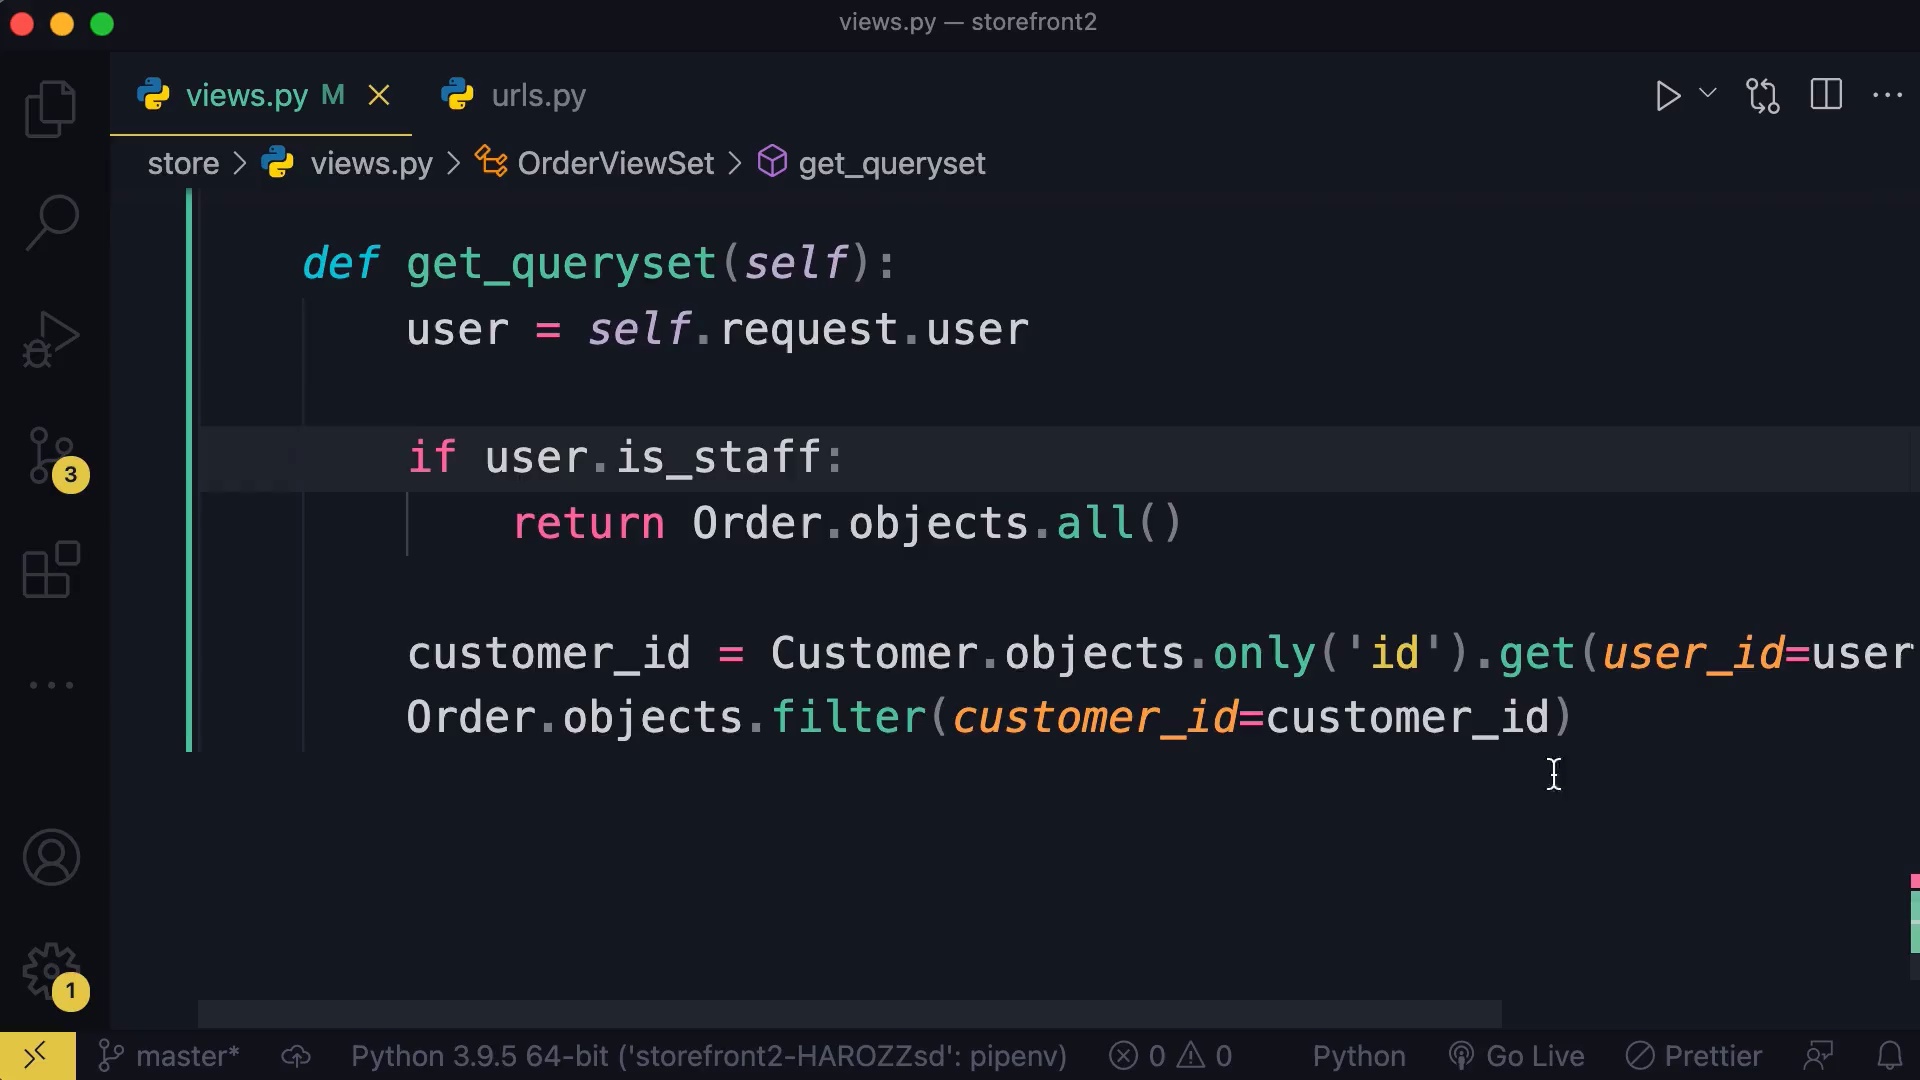 views.py — storefront2
views.py M
urls.py
store > views.py > OrderViewSet > get_queryset
def get_queryset(self):
user = self.request.user
if user.is_staff:
return Order.objects.all()
customer_id = Customer.objects.only('id').get(user_id=user
Order.objects.filter(customer_id=customer_id)
3
1
master*
Python 3.9.5 64-bit ('storefront2-HAROZZsd': pipenv)
0
0
Python
Go Live
Prettier